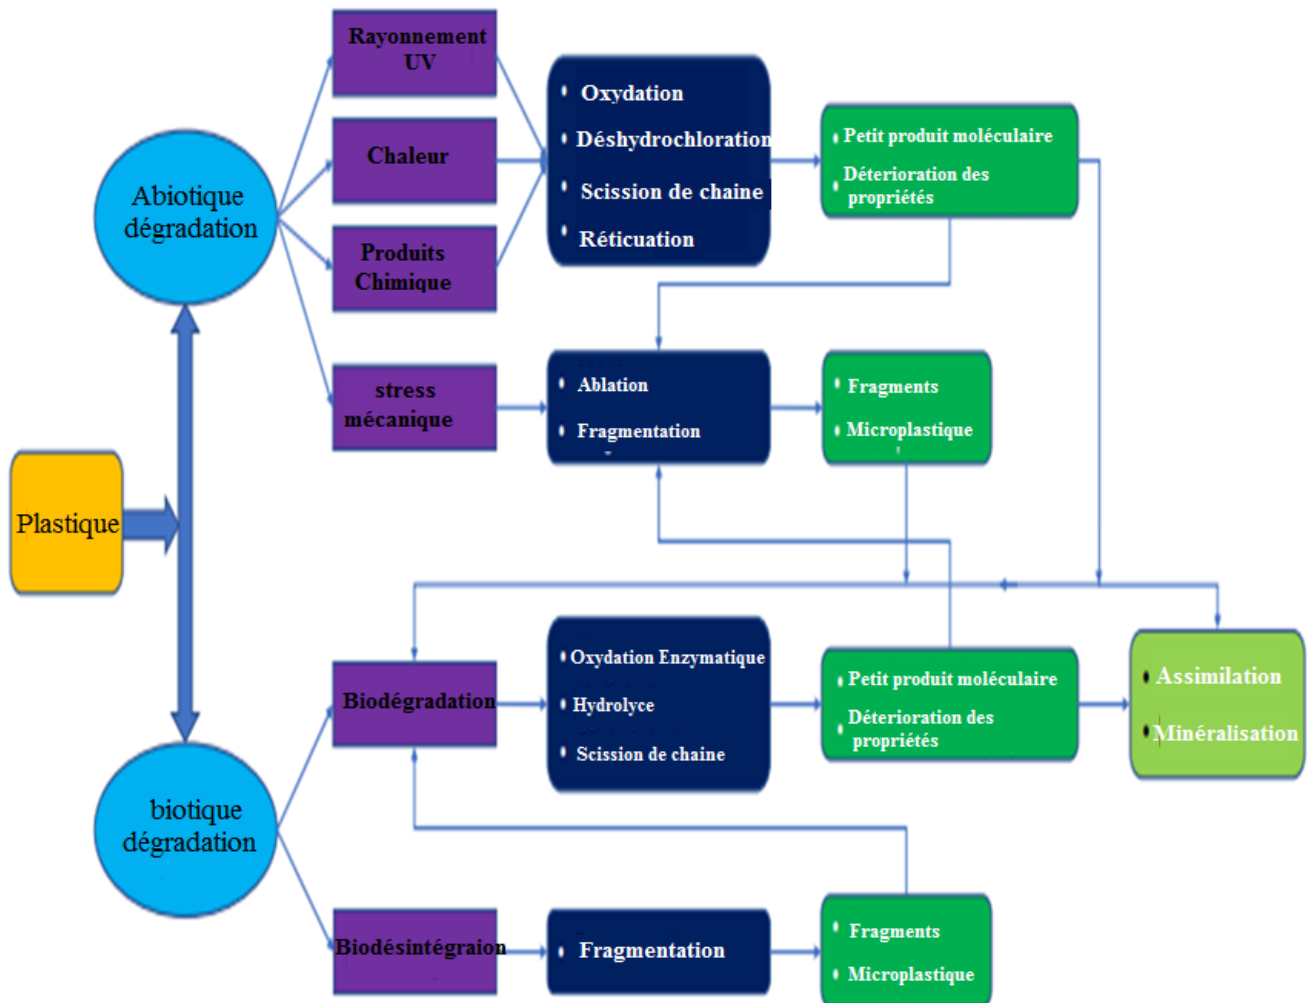 Rayonnement
UV
Oxydation
Déshydrochloration
Scission de chaine
Réticuation
Petit produit moléculaire
Déterioration des
propriétés
Chaleur
Abiotique
dégradation
Produits
Chimique
stress
mécanique
Ablation
Fragmentation
Fragments
Microplastique
Plastique
Biodégradation
Oxydation Enzymatique
Hydrolyce
Scission de chaine
Petit produit moléculaire
Déterioration des
propriétés
Assimilation
Minéralisation
biotique
dégradation
Biodésintégraion
Fragmentation
Fragments
Microplastique